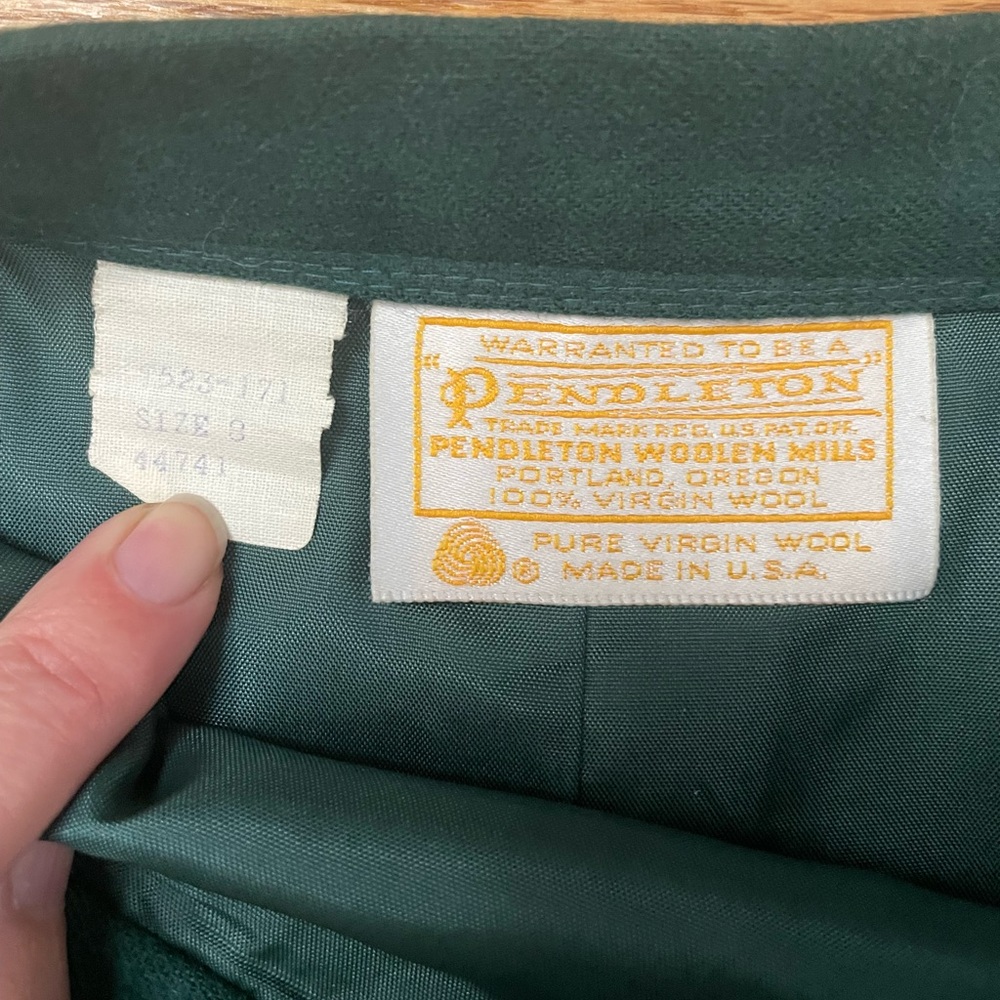 523-171
SIZE 8
44741
WARRANTED TO BE A
"PENDLETON"
TRADE MARK REG. U.S. PAT. OFF.
PENDLETON WOOLEN MILLS
PORTLAND, OREGON
100% VIRGIN WOOL
PURE VIRGIN WOOL
® MADE IN U.S.A.